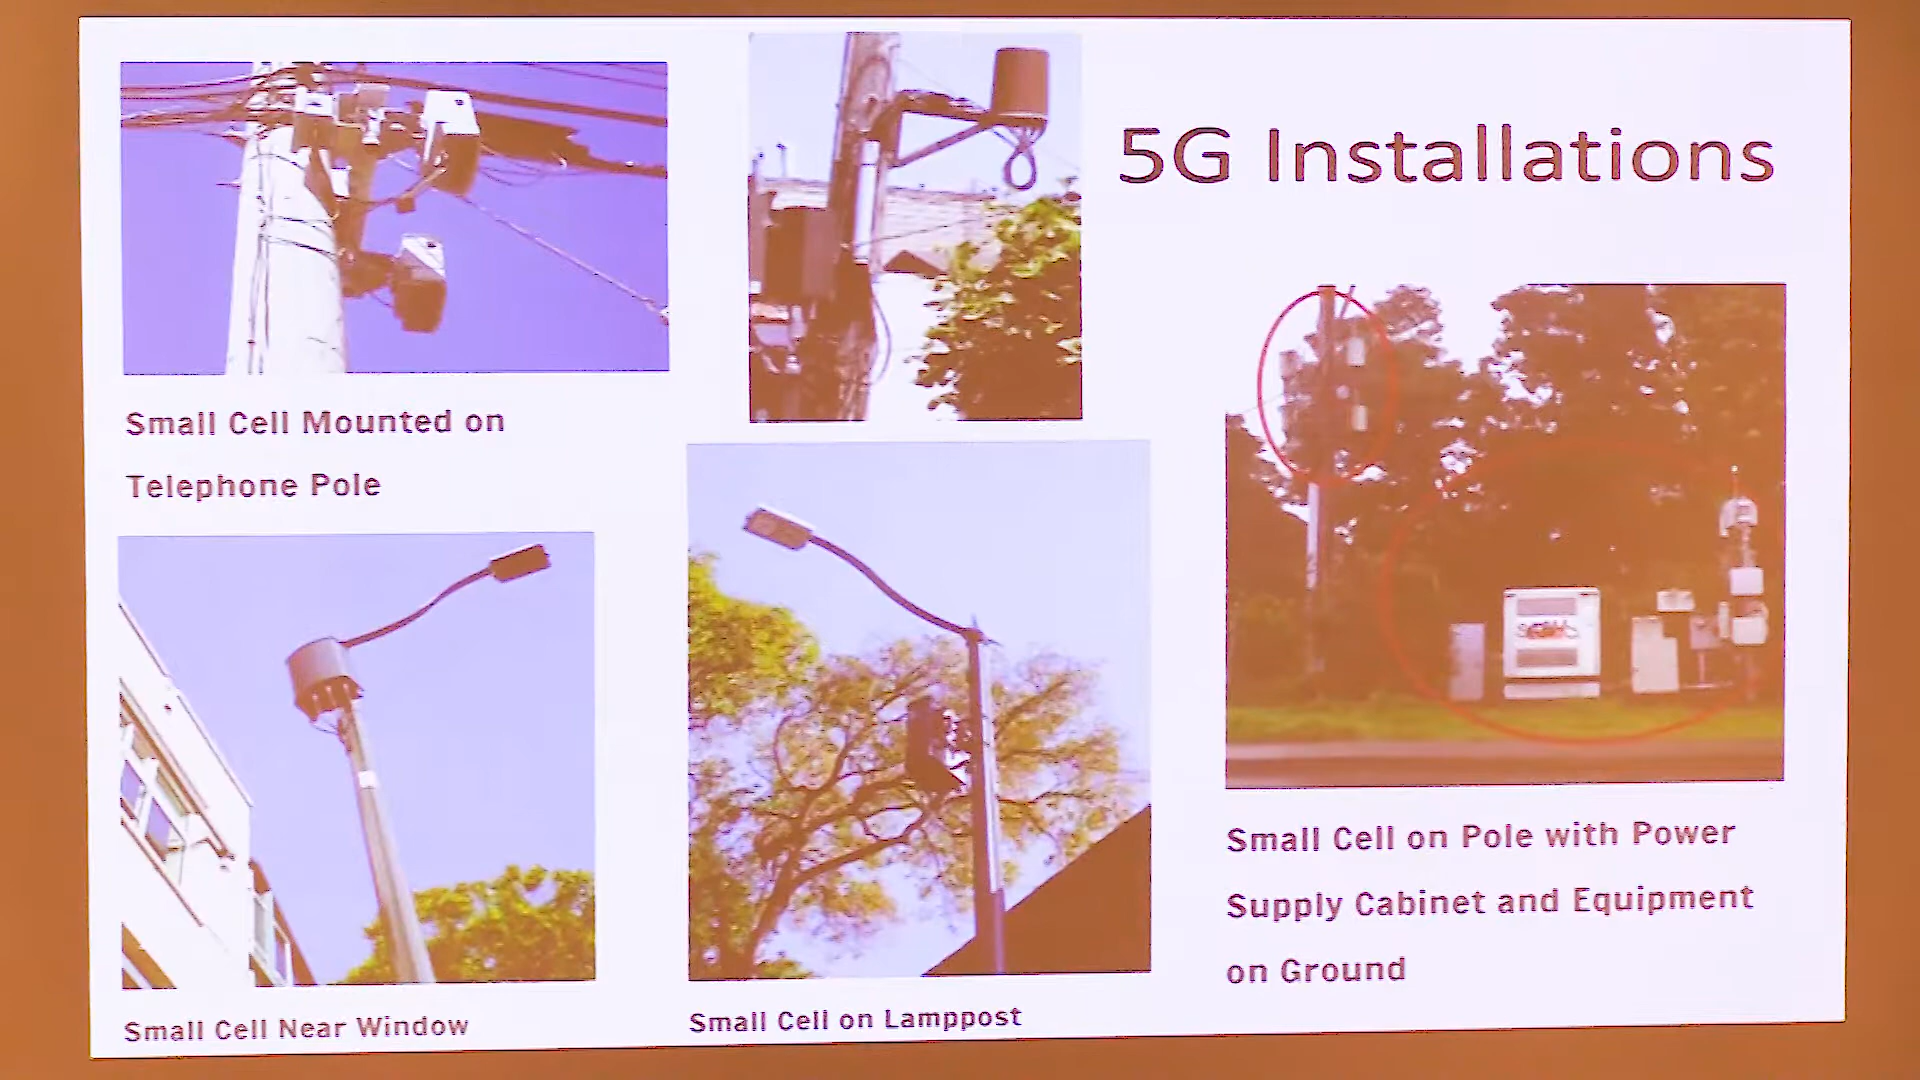 5G Installations
Small Cell Mounted on
Telephone Pole
Small Cell Near Window
Small Cell on Lamppost
Small Cell on Pole with Power
Supply Cabinet and Equipment
on Ground